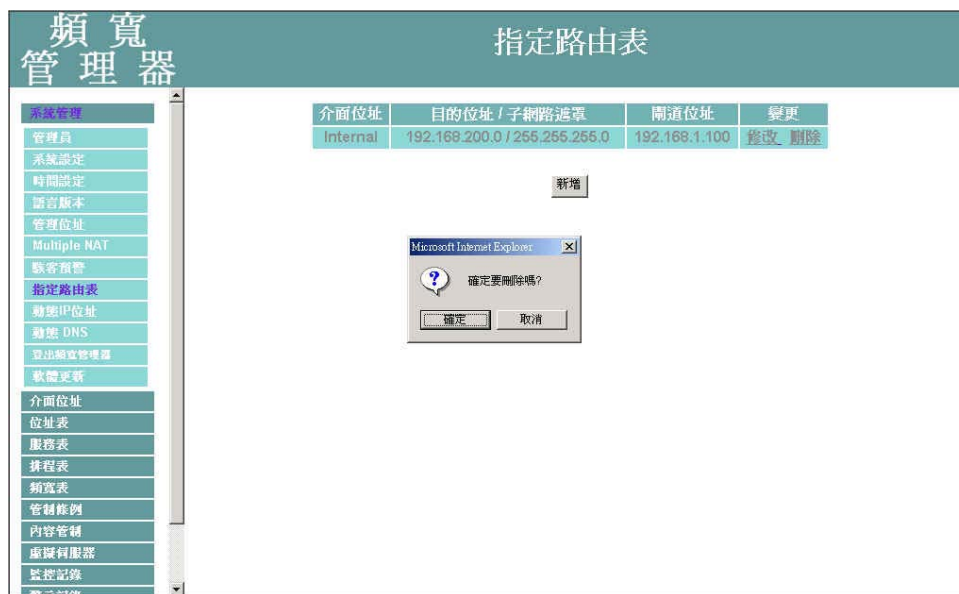 頻 寬
管 理 器
指定路由表
系統管理
管理員
系統設定
時間設定
語言版本
管理位址
Multiple NAT
駭客預警
指定路由表
動態IP位址
動態 DNS
登出頻寬管理器
軟體更新
介面位址
位址表
服務表
排程表
頻寬表
管制條例
內容管制
虛擬伺服器
監控記錄
介面位址 目的位址 / 子網路遮罩 閘道位址 變更
Internal 192.168.200.0 / 255.255.255.0 192.168.1.100 修改 刪除
新增
Microsoft Internet Explorer
確定要刪除嗎?
確定 取消